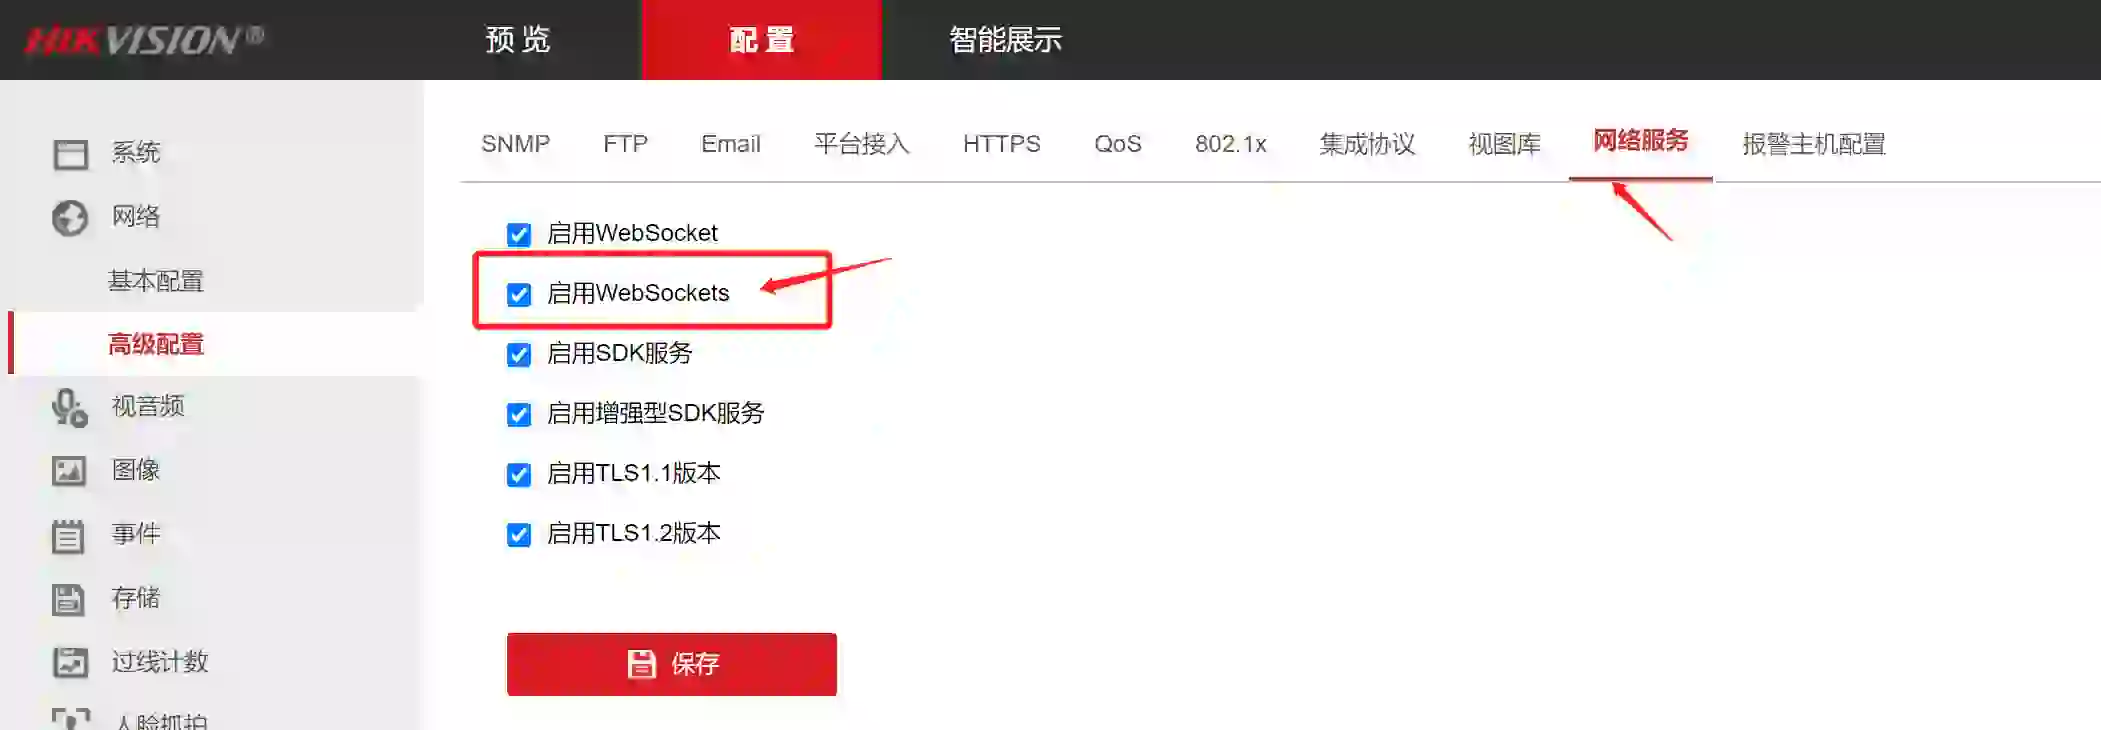 HIKVISION® 预览 配置 智能展示
SNMP FTP Email 平台接入 HTTPS QoS 802.1x 集成协议 视图库 网络服务 报警主机配置
系统
网络
基本配置
高级配置
视音频
图像
事件
存储
过线计数
人脸抓拍
启用WebSocket
启用WebSockets
启用SDK服务
启用增强型SDK服务
启用TLS1.1版本
启用TLS1.2版本
保存